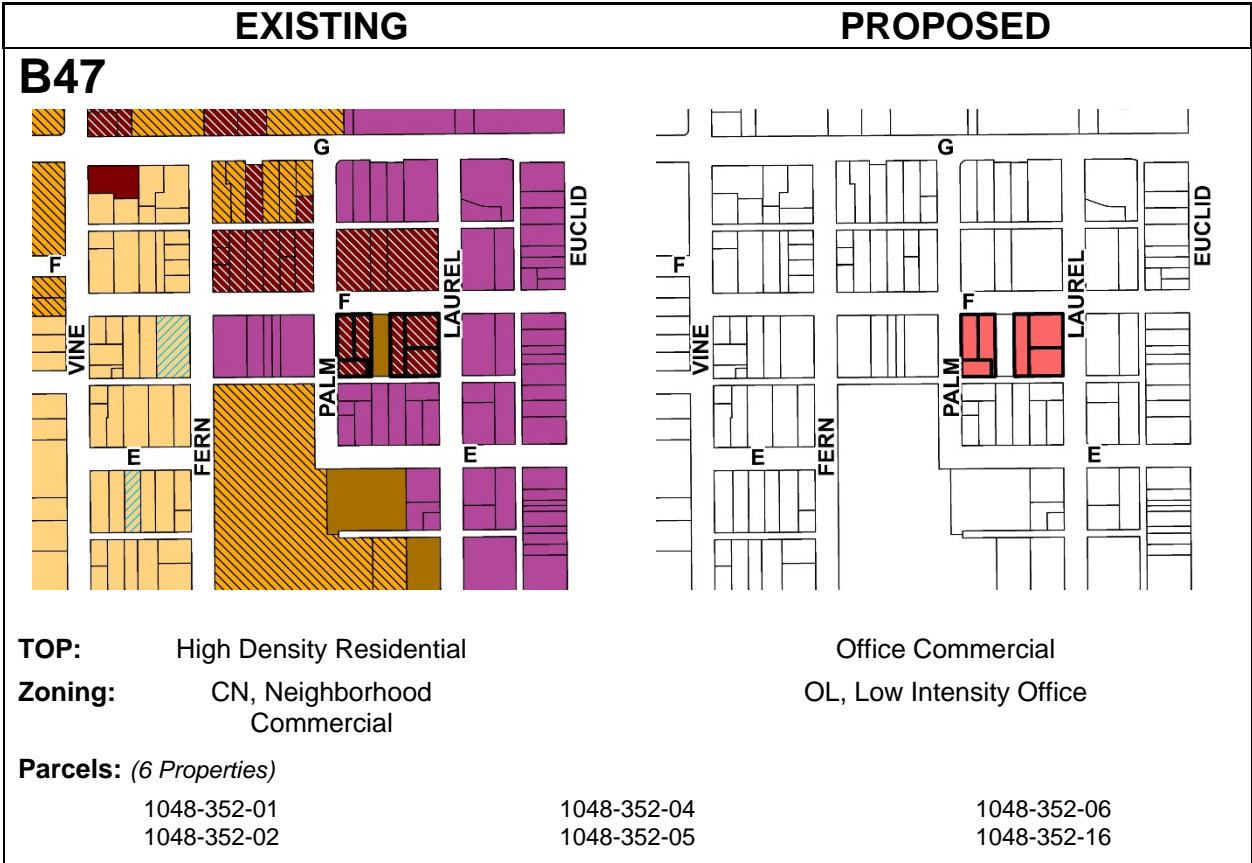 EXISTING PROPOSED
B47
G G
EUCLID EUCLID
F F
LAUREL LAUREL
F F
VINE VINE
PALM PALM
FERN FERN
E E E E
TOP: High Density Residential Office Commercial
Zoning: CN, Neighborhood OL, Low Intensity Office
Commercial
Parcels: (6 Properties)
1048-352-01 1048-352-04 1048-352-06
1048-352-02 1048-352-05 1048-352-16